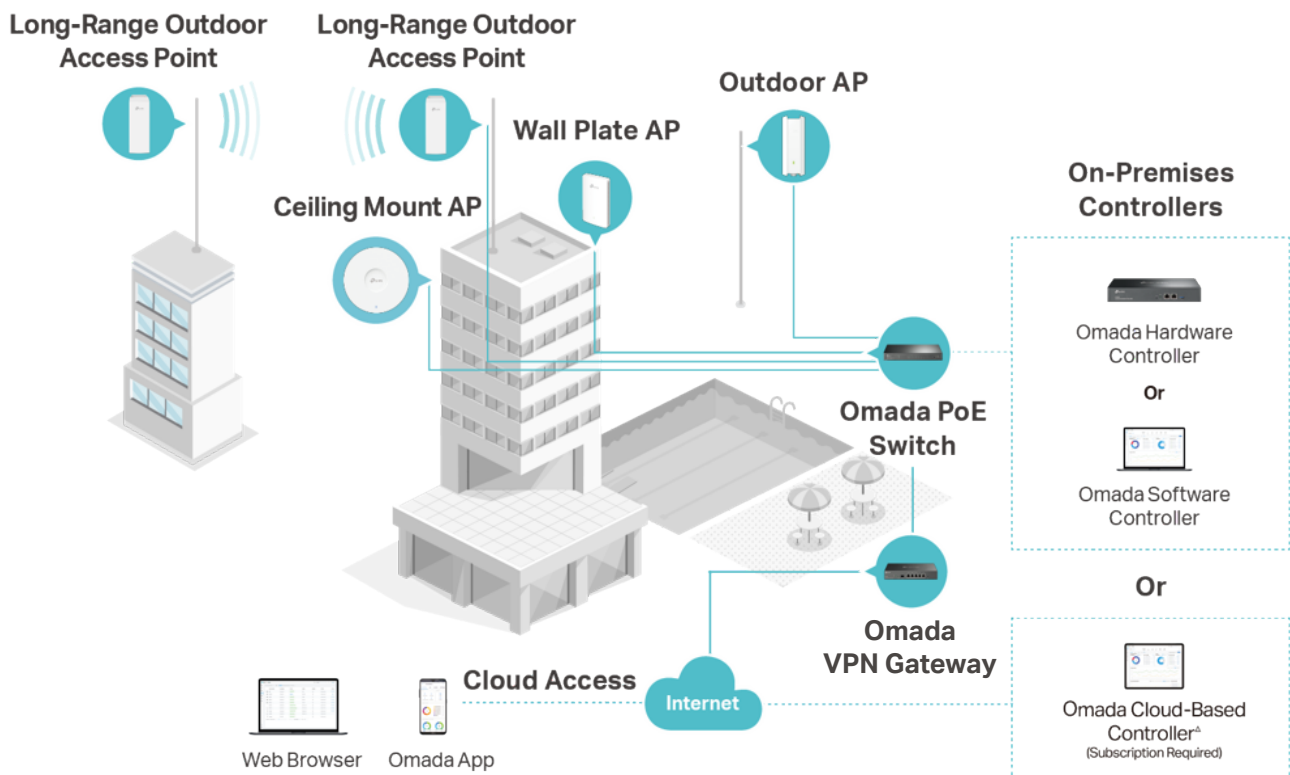 Long-Range Outdoor
Access Point
Long-Range Outdoor
Access Point
Outdoor AP
Wall Plate AP
Ceiling Mount AP
On-Premises
Controllers
Omada Hardware
Controller
Or
Omada Software
Controller
Omada PoE
Switch
Or
Omada
VPN Gateway
Cloud Access
Internet
Omada Cloud-Based
Controller△
(Subscription Required)
Web Browser
Omada App